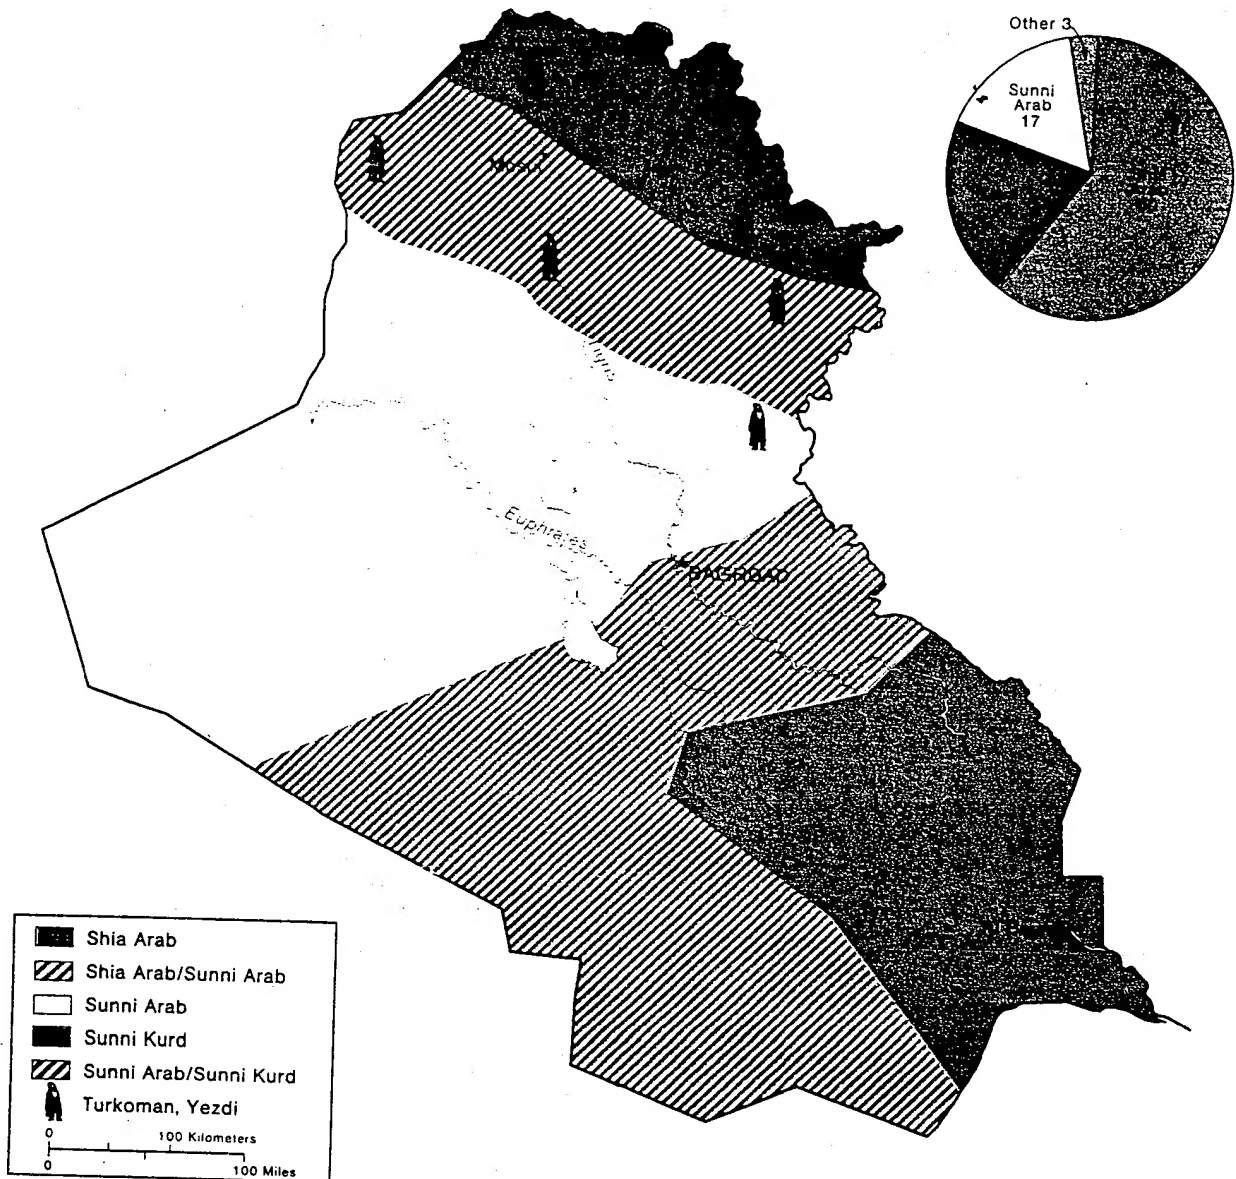 Other 3
Sunni
Arab
17
Mosul
Tigris
Euphrates
BAGHDAD
Shia Arab
Shia Arab/Sunni Arab
Sunni Arab
Sunni Kurd
Sunni Arab/Sunni Kurd
Turkoman, Yezdi
0 100 Kilometers
0 100 Miles